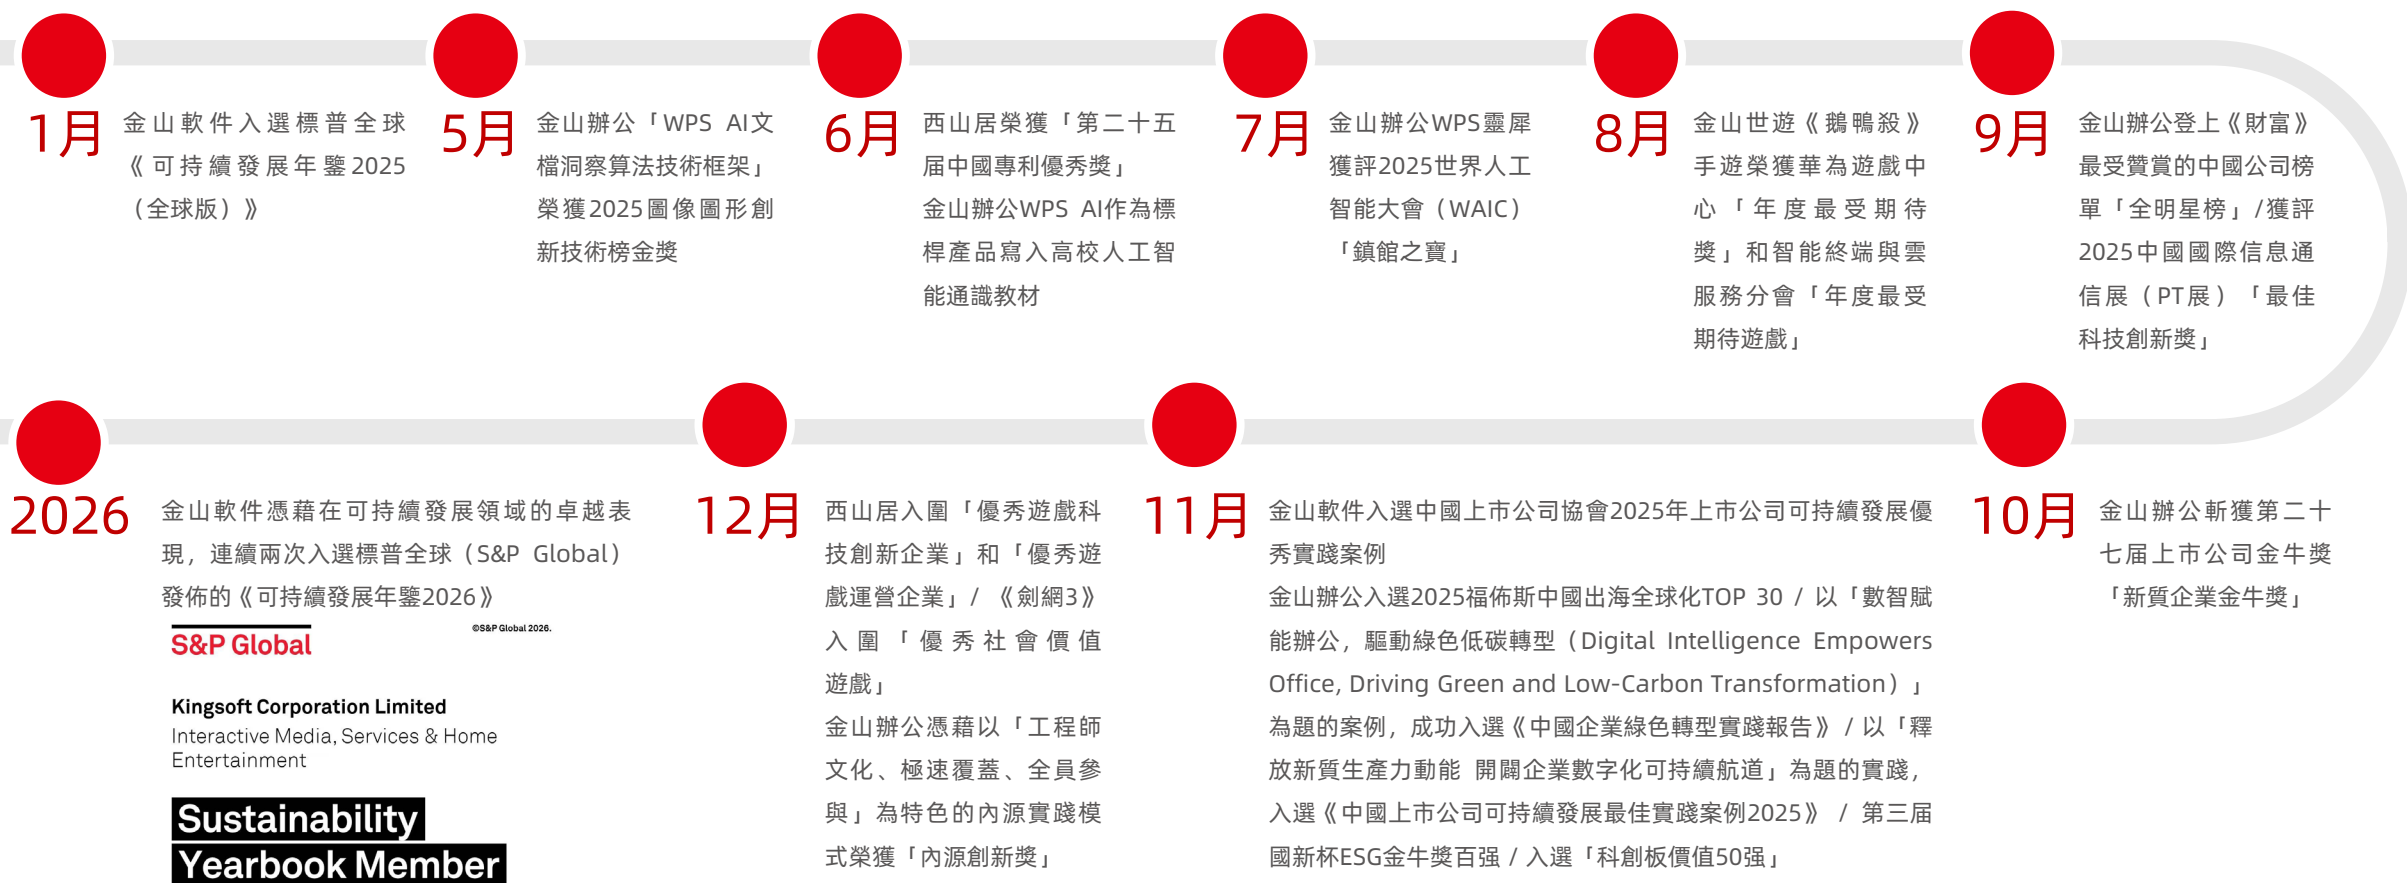 1月
金山軟件入選標普全球
《可持續發展年鑒2025
（全球版）》
5月
金山辦公「WPS AI文
檔洞察算法技術框架」
榮獲2025圖像圖形創
新技術榜金獎
6月
西山居榮獲「第二十五
届中國專利優秀獎」
金山辦公WPS AI作為標
桿產品寫入高校人工智
能通識教材
7月
金山辦公WPS靈犀
獲評2025世界人工
智能大會（WAIC）
「鎮館之寶」
8月
金山世遊《鵝鴨殺》
手遊榮獲華為遊戲中
心「年度最受期待
獎」和智能終端與雲
服務分會「年度最受
期待遊戲」
9月
金山辦公登上《財富》
最受贊賞的中國公司榜
單「全明星榜」/獲評
2025中國國際信息通
信展（PT展）「最佳
科技創新獎」
2026
金山軟件憑藉在可持續發展領域的卓越表
現，連續兩次入選標普全球（S&P Global）
發佈的《可持續發展年鑒2026》
S&P Global
©S&P Global 2026.
Kingsoft Corporation Limited
Interactive Media, Services & Home
Entertainment
Sustainability
Yearbook Member
12月
西山居入圍「優秀遊戲科
技創新企業」和「優秀遊
戲運營企業」/ 《劍網3》
入圍「優秀社會價值
遊戲」
金山辦公憑藉以「工程師
文化、極速覆蓋、全員參
與」為特色的內源實踐模
式榮獲「內源創新獎」
11月
金山軟件入選中國上市公司協會2025年上市公司可持續發展優
秀實踐案例
金山辦公入選2025福佈斯中國出海全球化TOP 30 / 以「數智賦
能辦公，驅動綠色低碳轉型（Digital Intelligence Empowers
Office, Driving Green and Low-Carbon Transformation）」
為題的案例，成功入選《中國企業綠色轉型實踐報告》 / 以「釋
放新質生產力動能 開闢企業數字化可持續航道」為題的實踐，
入選《中國上市公司可持續發展最佳實踐案例2025》 / 第三届
國新杯ESG金牛獎百强 / 入選「科創板價值50强」
10月
金山辦公斬獲第二十
七届上市公司金牛獎
「新質企業金牛獎」